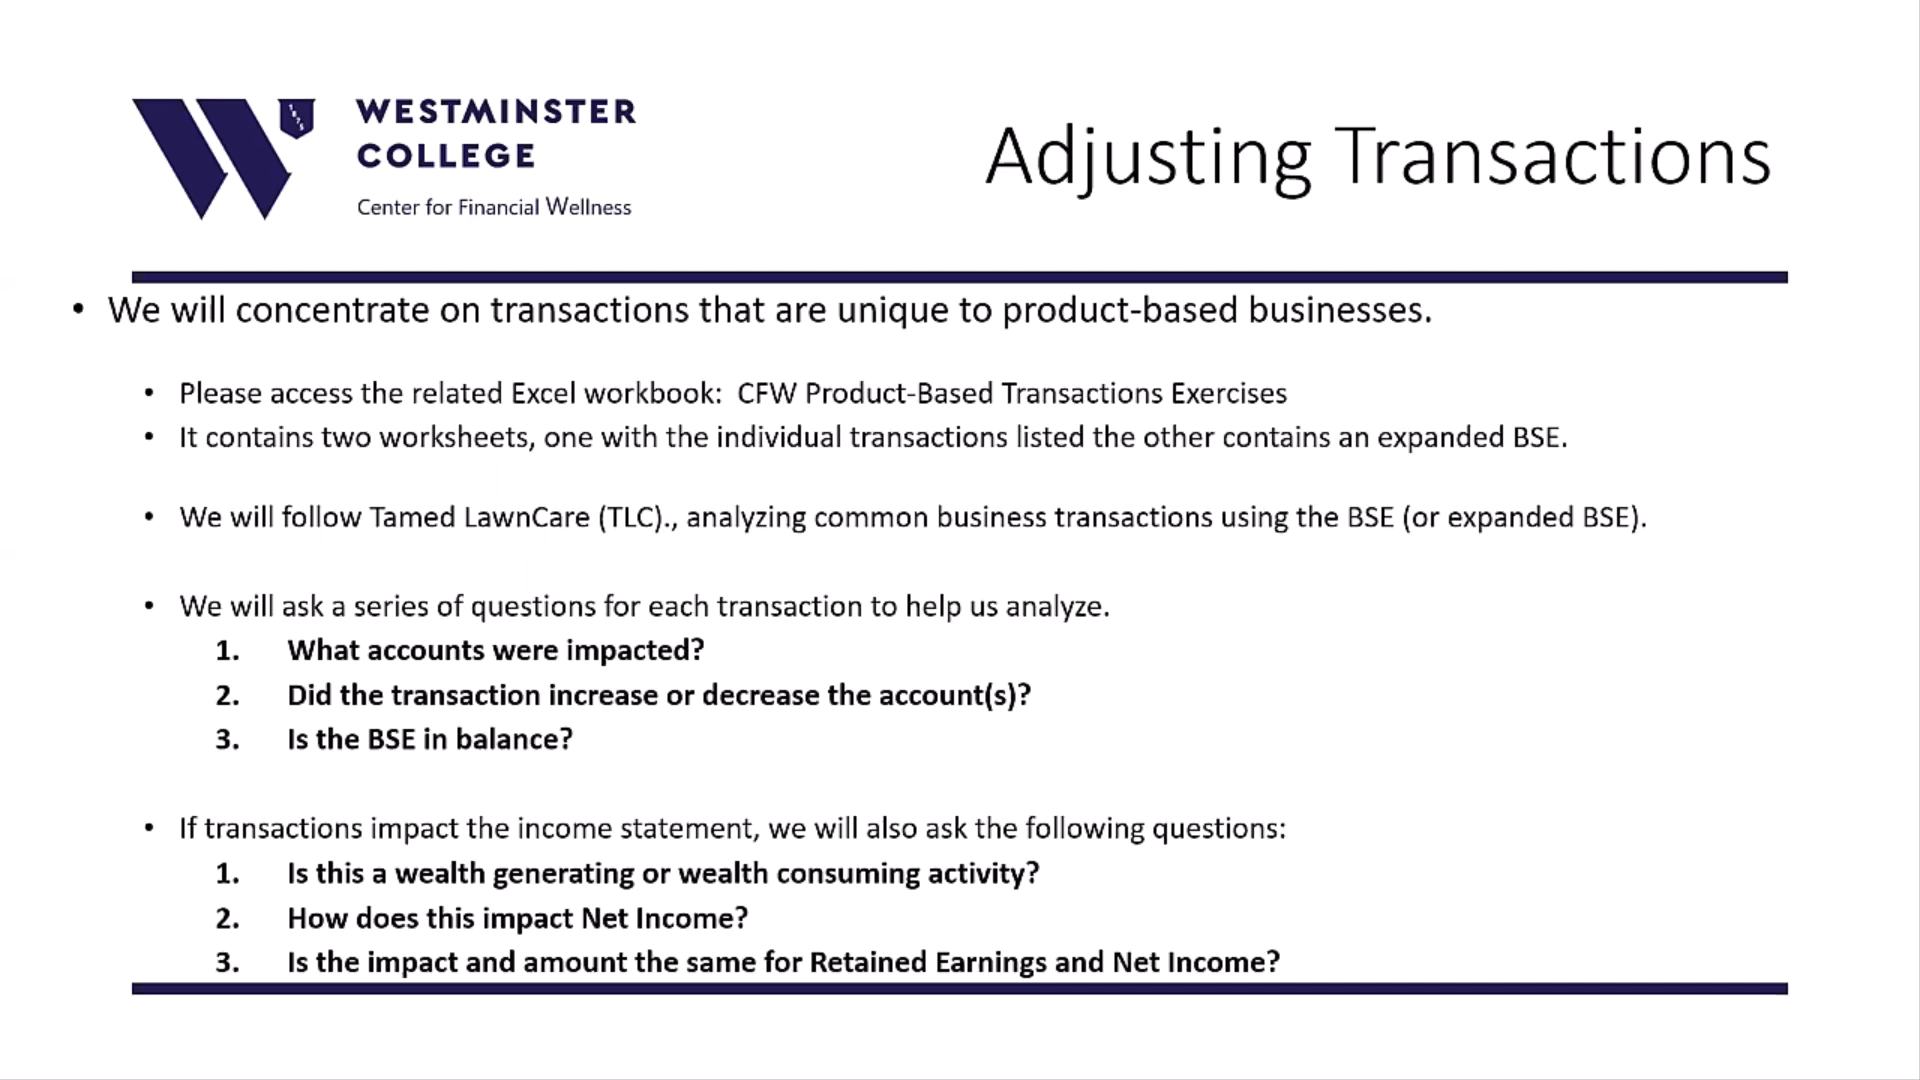 1875
WESTMINSTER
COLLEGE
Center for Financial Wellness
Adjusting Transactions
• We will concentrate on transactions that are unique to product-based businesses.
• Please access the related Excel workbook:  CFW Product-Based Transactions Exercises
• It contains two worksheets, one with the individual transactions listed the other contains an expanded BSE.
• We will follow Tamed LawnCare (TLC)., analyzing common business transactions using the BSE (or expanded BSE).
• We will ask a series of questions for each transaction to help us analyze.
1. What accounts were impacted?
2. Did the transaction increase or decrease the account(s)?
3. Is the BSE in balance?
• If transactions impact the income statement, we will also ask the following questions:
1. Is this a wealth generating or wealth consuming activity?
2. How does this impact Net Income?
3. Is the impact and amount the same for Retained Earnings and Net Income?